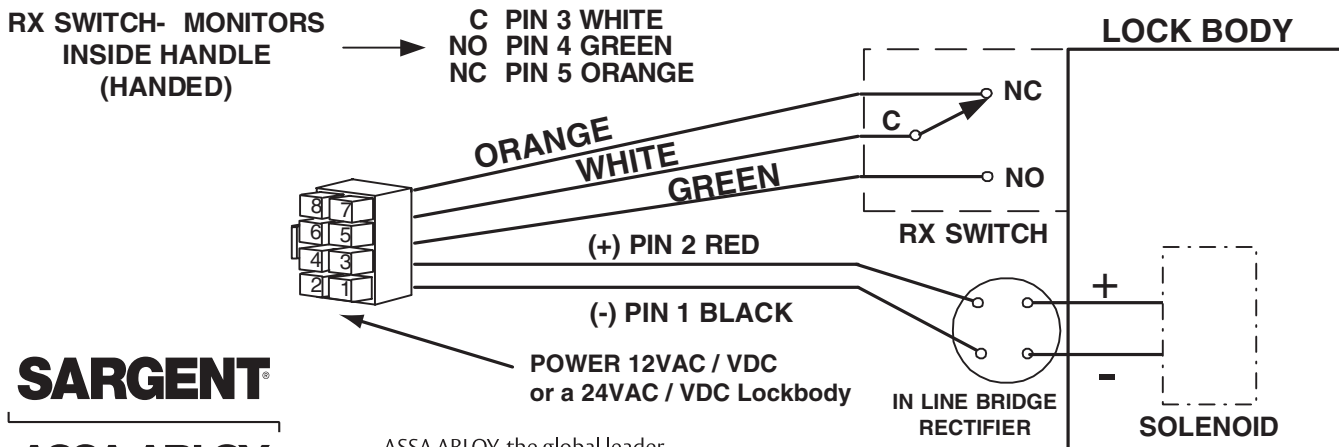 RX SWITCH- MONITORS
INSIDE HANDLE
(HANDED)
C PIN 3 WHITE
NO PIN 4 GREEN
NC PIN 5 ORANGE
LOCK BODY
NC
C
NO
RX SWITCH
ORANGE
WHITE
GREEN
8 7
6 5
4 3
2 1
(+) PIN 2 RED
(-) PIN 1 BLACK
POWER 12VAC / VDC
or a 24VAC / VDC Lockbody
+
-
IN LINE BRIDGE
RECTIFIER
SOLENOID
SARGENT®
ASSA ABLOY
ASSA ABLOY, the global leader